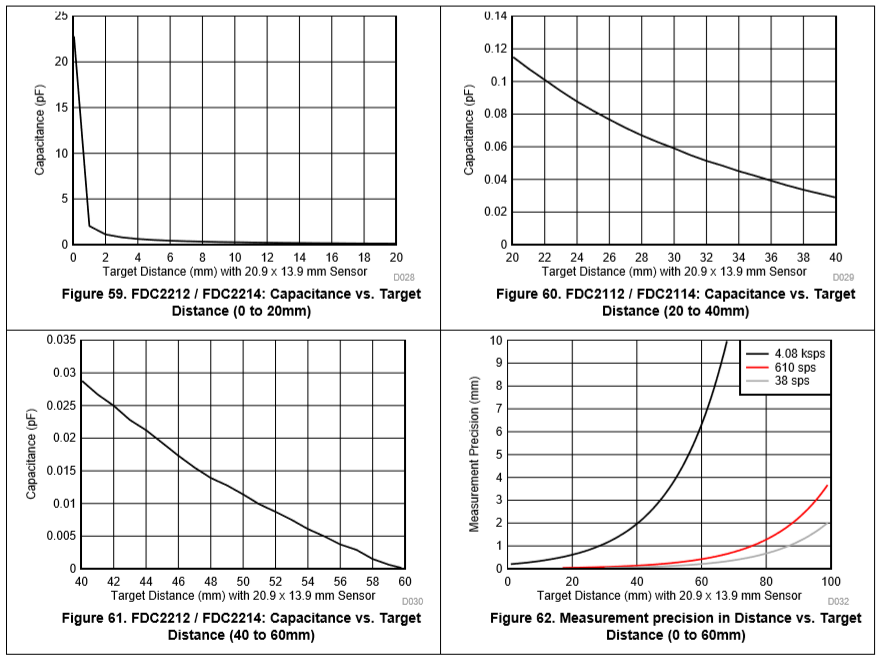 25
20
15
10
5
0
Capacitance (pF)
0 2 4 6 8 10 12 14 16 18 20
Target Distance (mm) with 20.9 x 13.9 mm Sensor
D028
Figure 59. FDC2212 / FDC2214: Capacitance vs. Target
Distance (0 to 20mm)
0.14
0.12
0.1
0.08
0.06
0.04
0.02
0
Capacitance (pF)
20 22 24 26 28 30 32 34 36 38 40
Target Distance (mm) with 20.9 x 13.9 mm Sensor
D029
Figure 60. FDC2112 / FDC2114: Capacitance vs. Target
Distance (20 to 40mm)
0.035
0.03
0.025
0.02
0.015
0.01
0.005
0
Capacitance (pF)
40 42 44 46 48 50 52 54 56 58 60
Target Distance (mm) with 20.9 x 13.9 mm Sensor
D030
Figure 61. FDC2212 / FDC2214: Capacitance vs. Target
Distance (40 to 60mm)
10
9
8
7
6
5
4
3
2
1
0
Measurement Precision (mm)
4.08 ksps
610 sps
38 sps
0 20 40 60 80 100
Target Distance (mm) with 20.9 x 13.9 mm Sensor
D032
Figure 62. Measurement precision in Distance vs. Target
Distance (0 to 60mm)